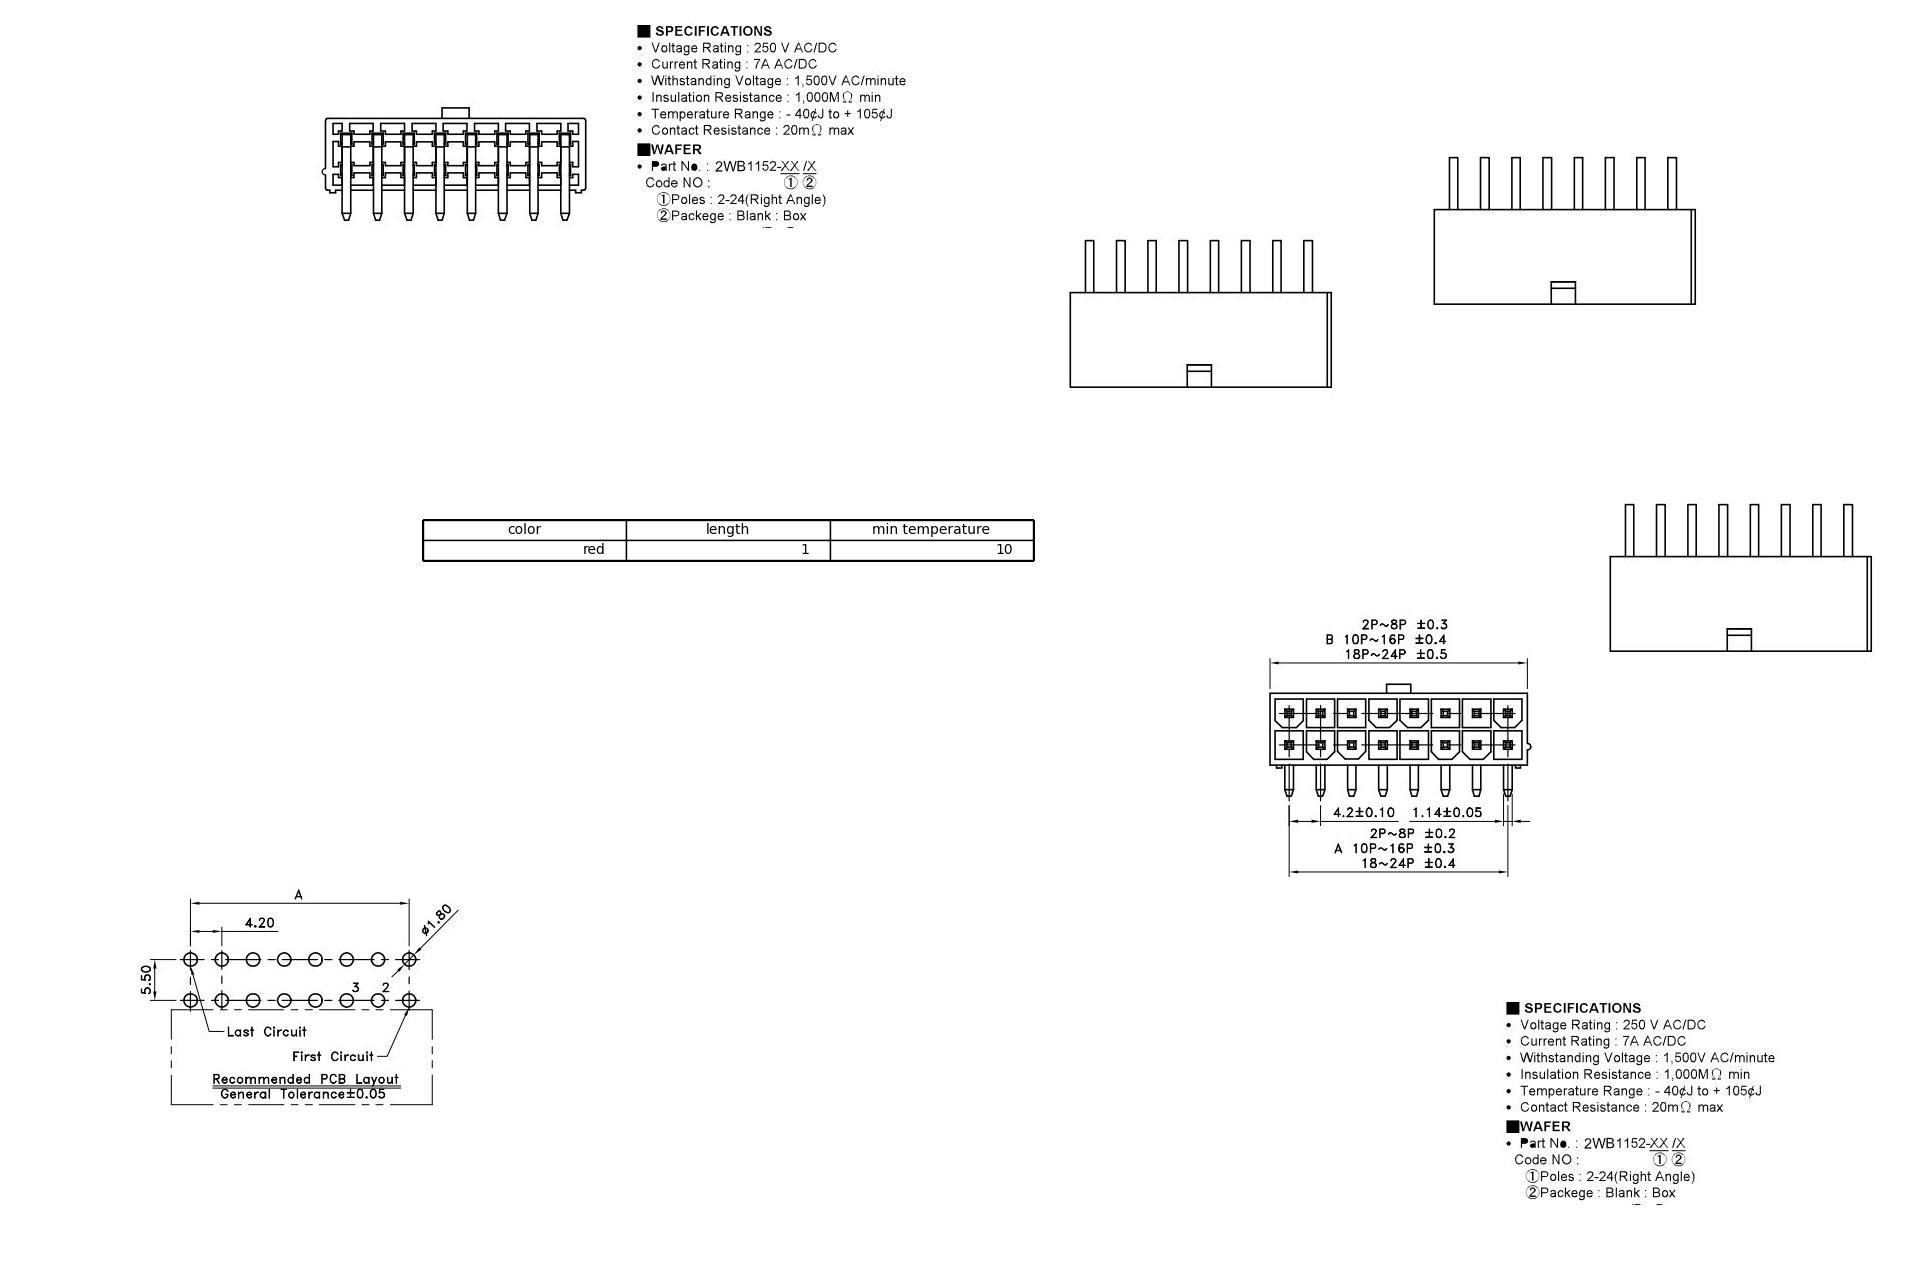 ■ SPECIFICATIONS
• Voltage Rating : 250 V AC/DC
• Current Rating : 7A AC/DC
• Withstanding Voltage : 1,500V AC/minute
• Insulation Resistance : 1,000MΩ min
• Temperature Range : - 40¢J to + 105¢J
• Contact Resistance : 20mΩ max
■WAFER
• Part No. : 2WB1152-XX /X
Code NO : ① ②
①Poles : 2-24(Right Angle)
②Packege : Blank : Box
color length min temperature
red 1 10
2P~8P ±0.3
B 10P~16P ±0.4
18P~24P ±0.5
4.2±0.10 1.14±0.05
2P~8P ±0.2
A 10P~16P ±0.3
18~24P ±0.4
A
4.20
ø1.80
5.50
3 2
Last Circuit
First Circuit
Recommended PCB Layout
General Tolerance±0.05
■ SPECIFICATIONS
• Voltage Rating : 250 V AC/DC
• Current Rating : 7A AC/DC
• Withstanding Voltage : 1,500V AC/minute
• Insulation Resistance : 1,000MΩ min
• Temperature Range : - 40¢J to + 105¢J
• Contact Resistance : 20mΩ max
■WAFER
• Part No. : 2WB1152-XX /X
Code NO : ① ②
①Poles : 2-24(Right Angle)
②Packege : Blank : Box